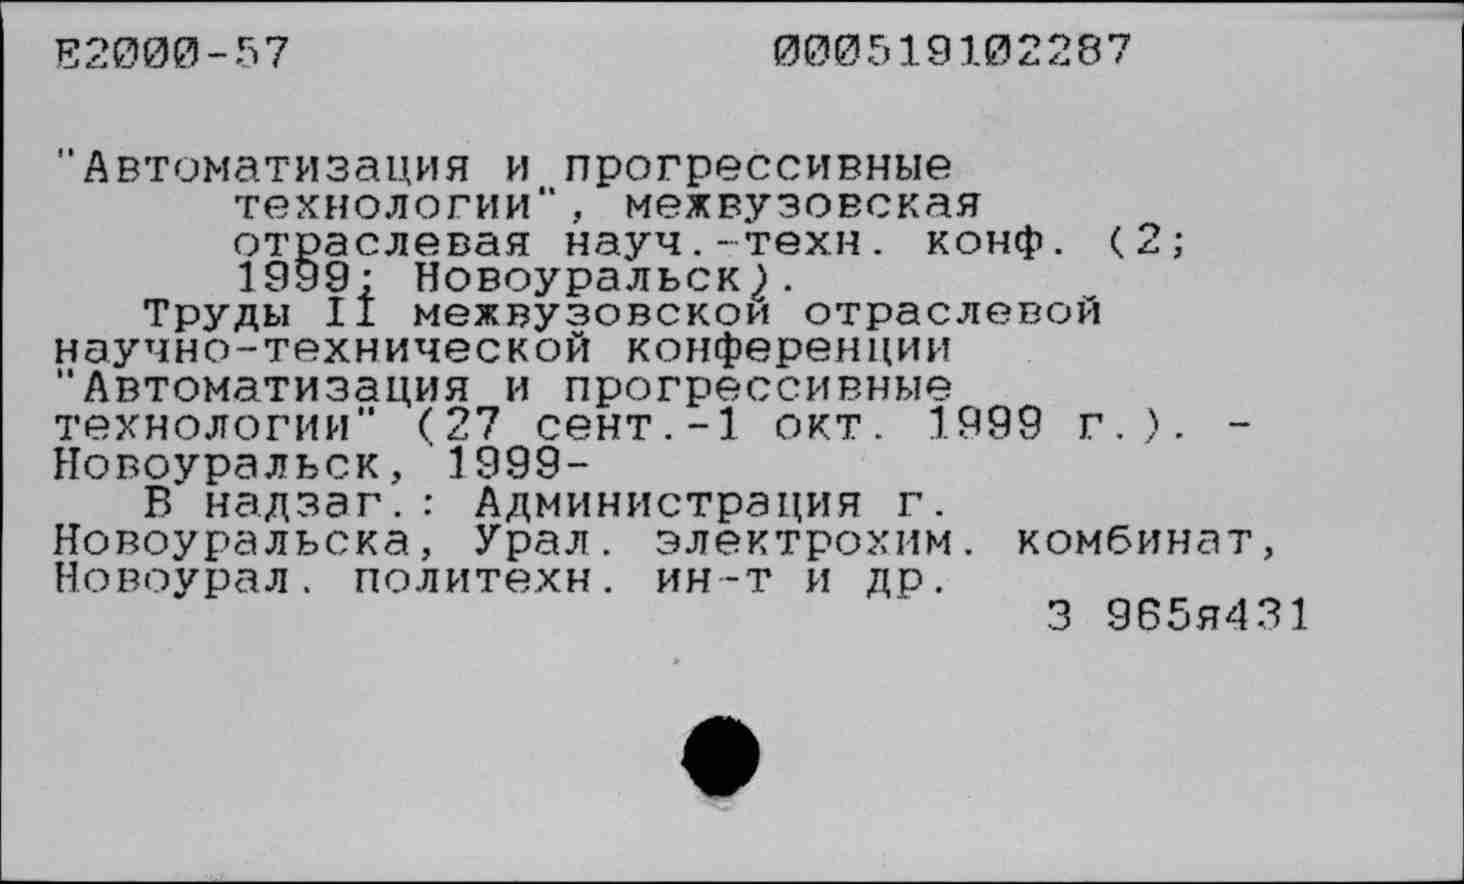 Е2000-57 000519102287
"Автоматизация и прогрессивные
технологии", межвузовская
отраслевая науч.-техн. конф. (2;
1999; Новоуральск).
Труды II межвузовской отраслевой
научно-технической конференции
"Автоматизация и прогрессивные
технологии" (27 сент.-1 окт. 1999 г.). -
Новоуральск, 1999-
В надзаг.: Администрация г.
Новоуральска, Урал. электрохим. комбинат,
Новоурал. политехн. ин-т и др.
З 965я431